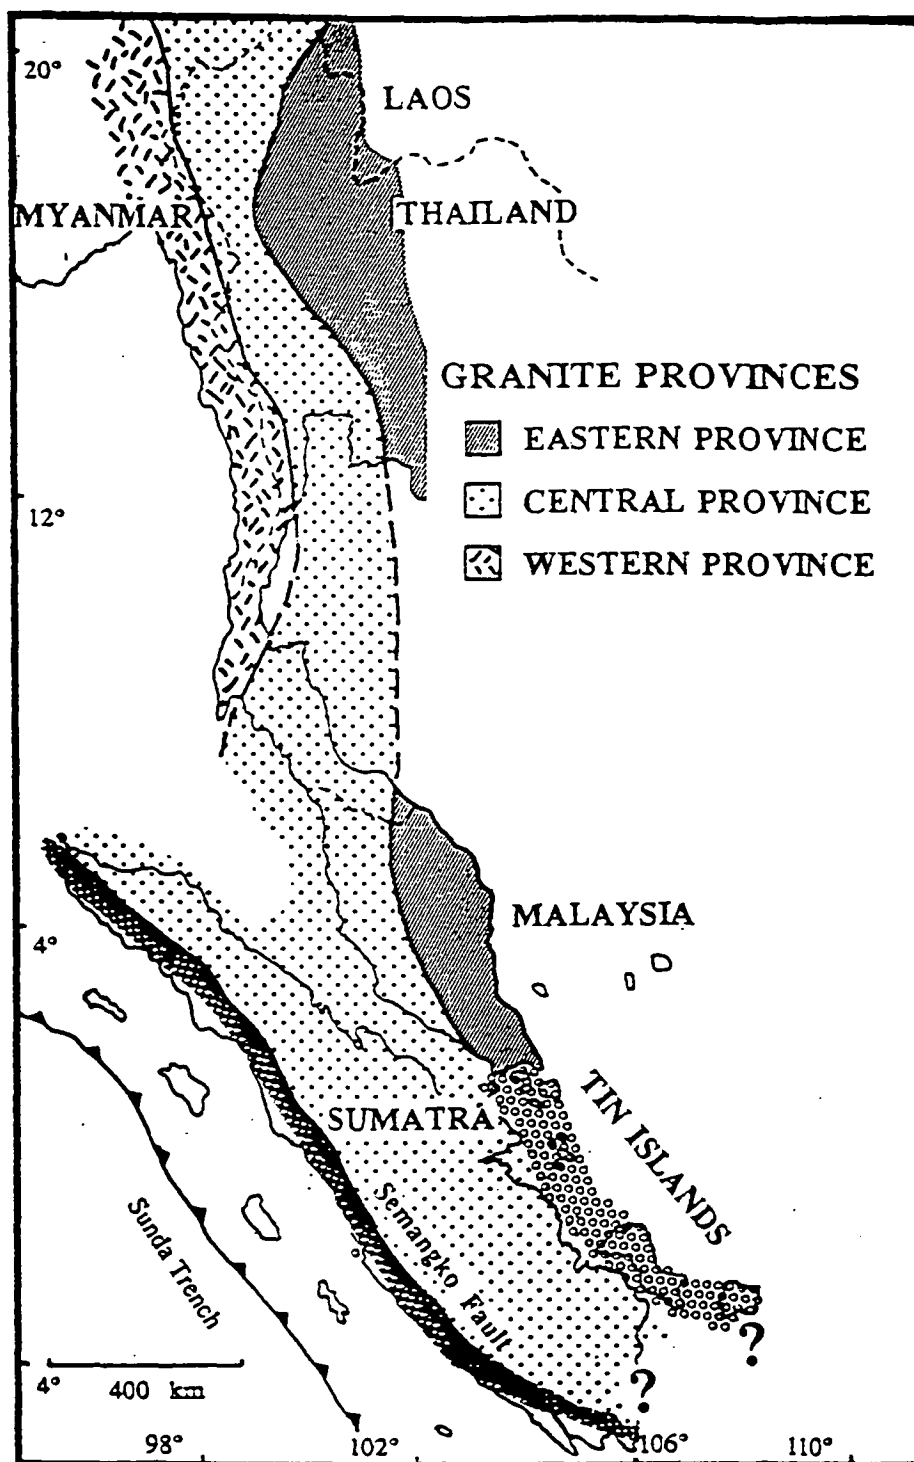 20°
LAOS
MYANMAR
THAILAND
GRANITE PROVINCES
EASTERN PROVINCE
12°
CENTRAL PROVINCE
WESTERN PROVINCE
MALAYSIA
4°
TIN ISLANDS
SUMATRA
Semangko Fault
Sunda Trench
?
?
4°
400 km
98°
102°
106°
110°